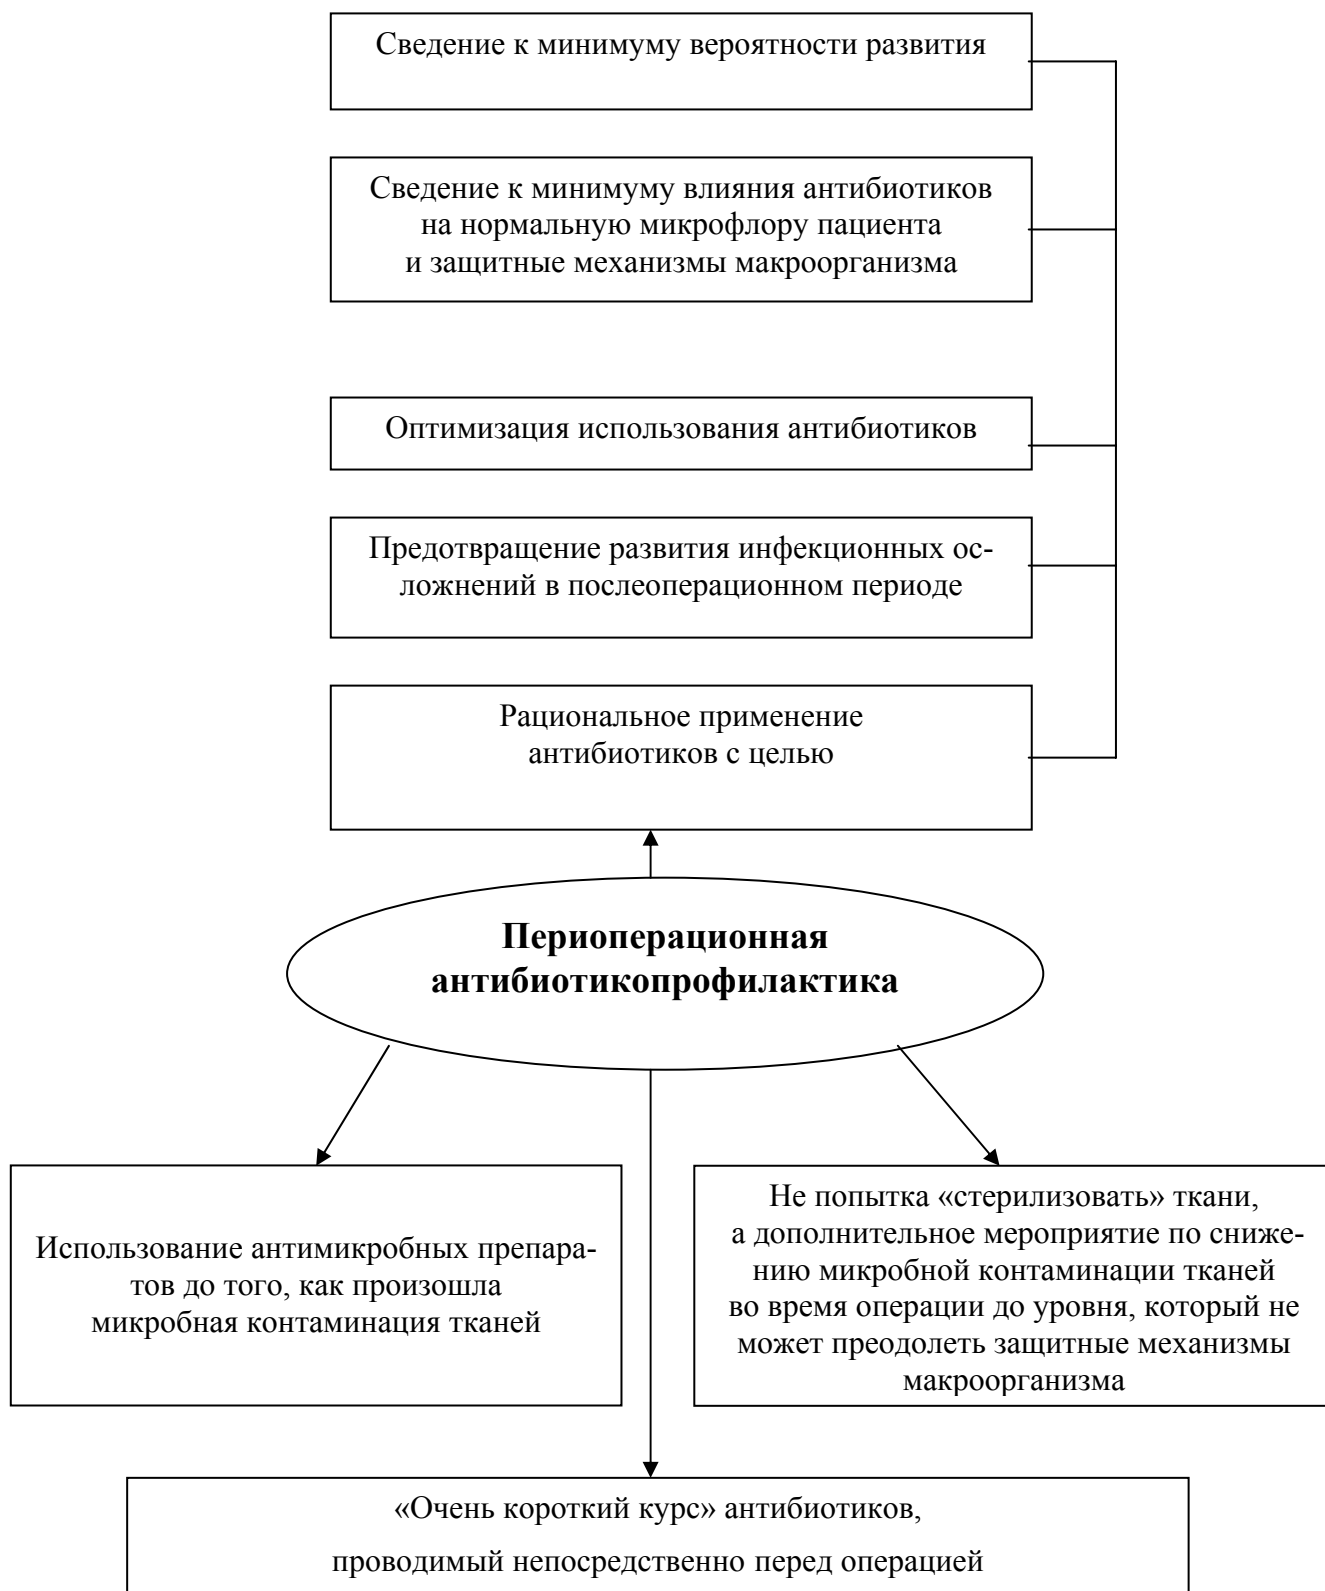 Сведение к минимуму вероятности развития
Сведение к минимуму влияния антибиотиков
на нормальную микрофлору пациента
и защитные механизмы макроорганизма
Оптимизация использования антибиотиков
Предотвращение развития инфекционных ос-
ложнений в послеоперационном периоде
Рациональное применение
антибиотиков с целью
Периоперационная
антибиотикопрофилактика
Использование антимикробных препара-
тов до того, как произошла
микробная контаминация тканей
Не попытка «стерилизовать» ткани,
а дополнительное мероприятие по сниже-
нию микробной контаминации тканей
во время операции до уровня, который не
может преодолеть защитные механизмы
макроорганизма
«Очень короткий курс» антибиотиков,
проводимый непосредственно перед операцией